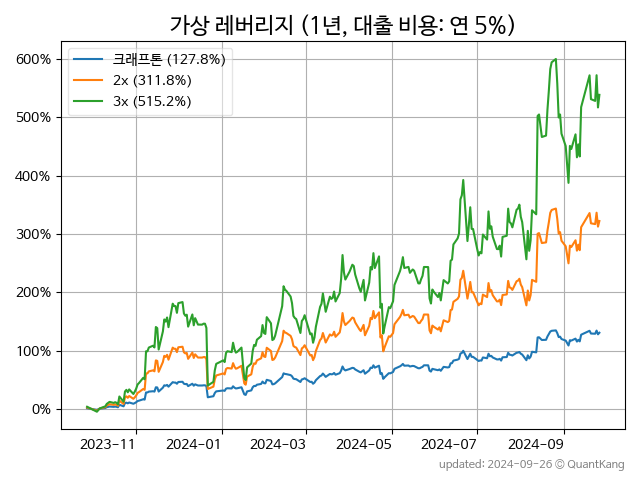 가상 레버리지 (1년, 대출 비용: 연 5%)
600%
500%
400%
300%
200%
100%
0%
크래프톤 (127.8%)
2x (311.8%)
3x (515.2%)
2023-11
2024-01
2024-03
2024-05
2024-07
2024-09
updated: 2024-09-26 © QuantKang